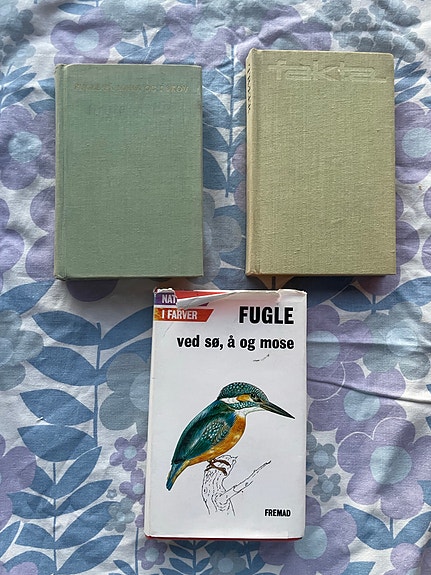 fakta
NAT
I FARVER
FUGLE
ved sø, å og mose
FREMAD